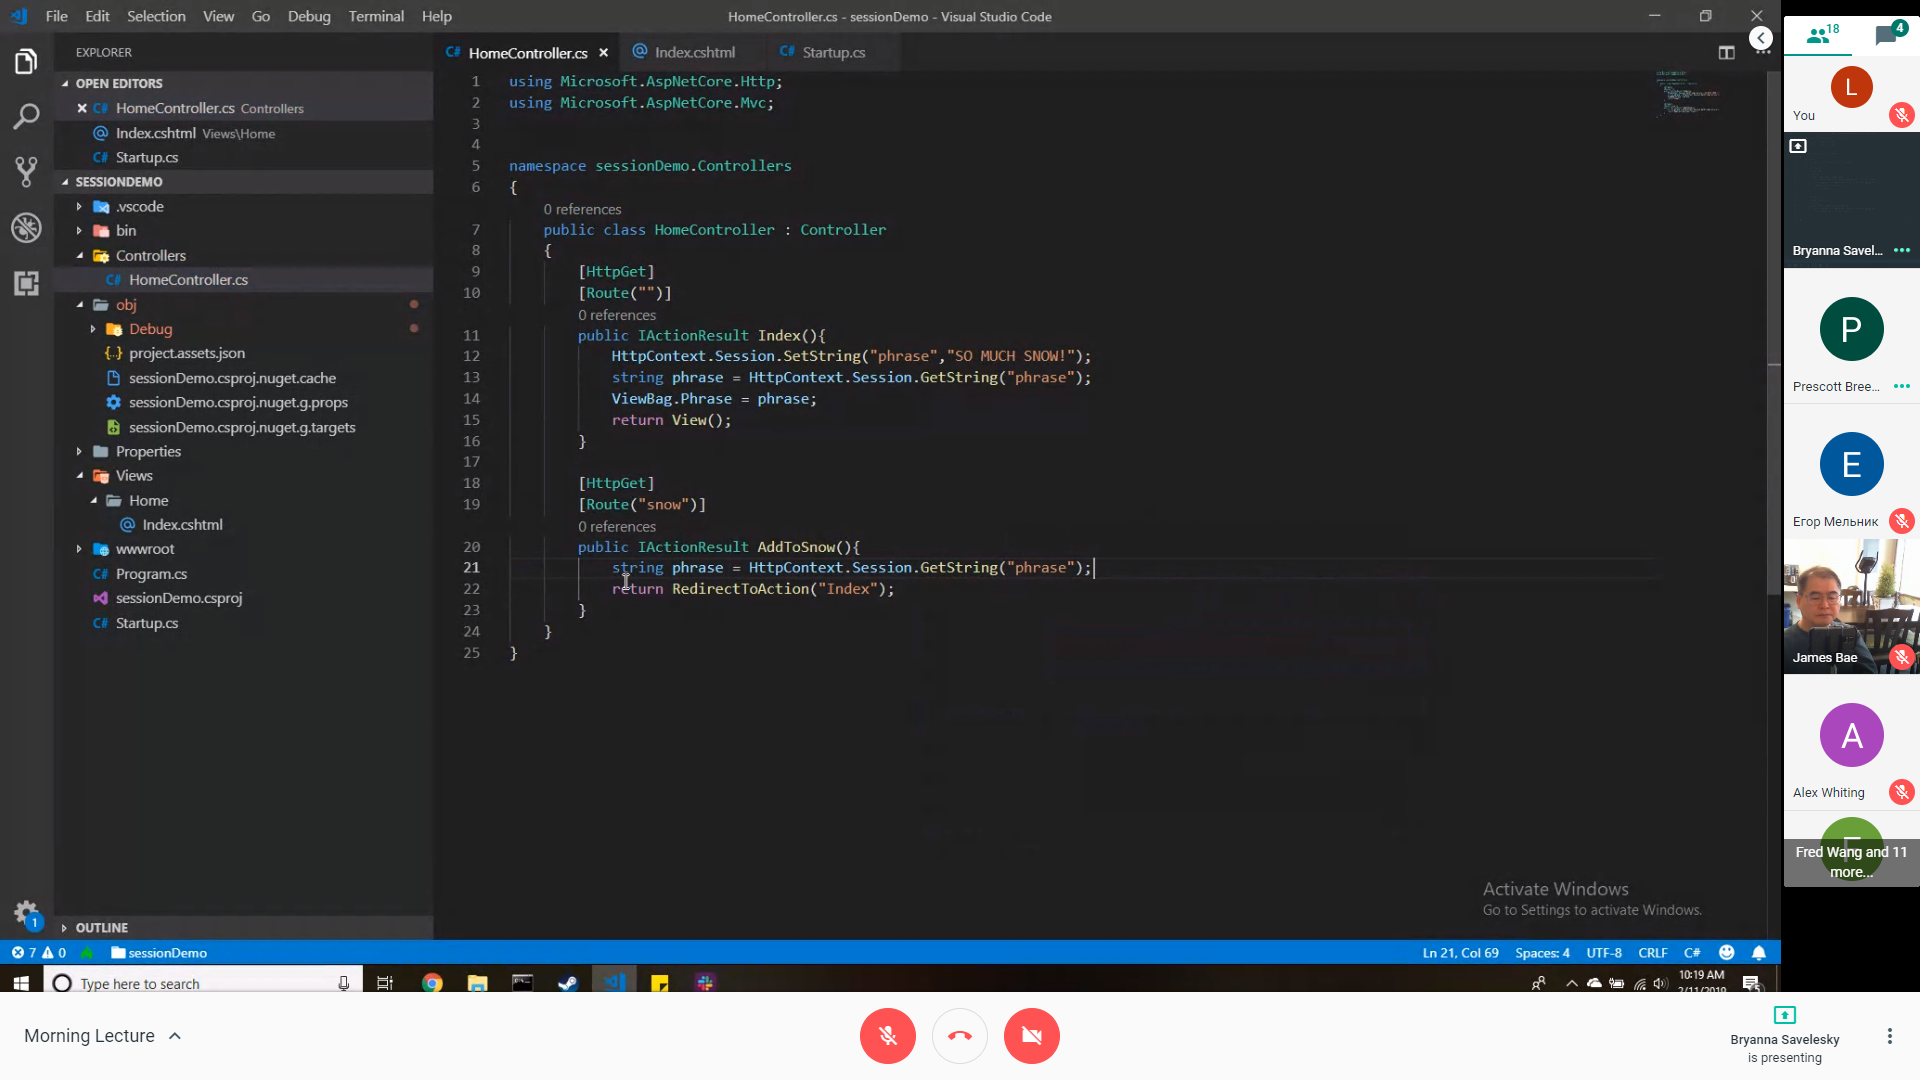 File Edit Selection View Go Debug Terminal Help
HomeController.cs - sessionDemo - Visual Studio Code
EXPLORER
OPEN EDITORS
HomeController.cs Controllers
Index.cshtml Views\Home
Startup.cs
SESSIONDEMO
.vscode
bin
Controllers
HomeController.cs
obj
Debug
project.assets.json
sessionDemo.csproj.nuget.cache
sessionDemo.csproj.nuget.g.props
sessionDemo.csproj.nuget.g.targets
Properties
Views
Home
Index.cshtml
wwwroot
Program.cs
sessionDemo.csproj
Startup.cs
OUTLINE
HomeController.cs Index.cshtml Startup.cs
1 using Microsoft.AspNetCore.Http;
2 using Microsoft.AspNetCore.Mvc;
3
4
5 namespace sessionDemo.Controllers
6 {
0 references
7 public class HomeController : Controller
8 {
9 [HttpGet]
10 [Route("")]
0 references
11 public IActionResult Index(){
12 HttpContext.Session.SetString("phrase","SO MUCH SNOW!");
13 string phrase = HttpContext.Session.GetString("phrase");
14 ViewBag.Phrase = phrase;
15 return View();
16 }
17
18 [HttpGet]
19 [Route("snow")]
0 references
20 public IActionResult AddToSnow(){
21 string phrase = HttpContext.Session.GetString("phrase");
22 return RedirectToAction("Index");
23 }
24 }
25 }
Activate Windows
Go to Settings to activate Windows.
1
7 0 sessionDemo
Ln 21, Col 69 Spaces: 4 UTF-8 CRLF C#
Type here to search
10:19 AM
2/11/2019
18
4
L
You
Bryanna Savel...
P
Prescott Bree...
E
Егор Мельник
James Bae
A
Alex Whiting
Fred Wang and 11
more...
Morning Lecture
Bryanna Savelesky
is presenting